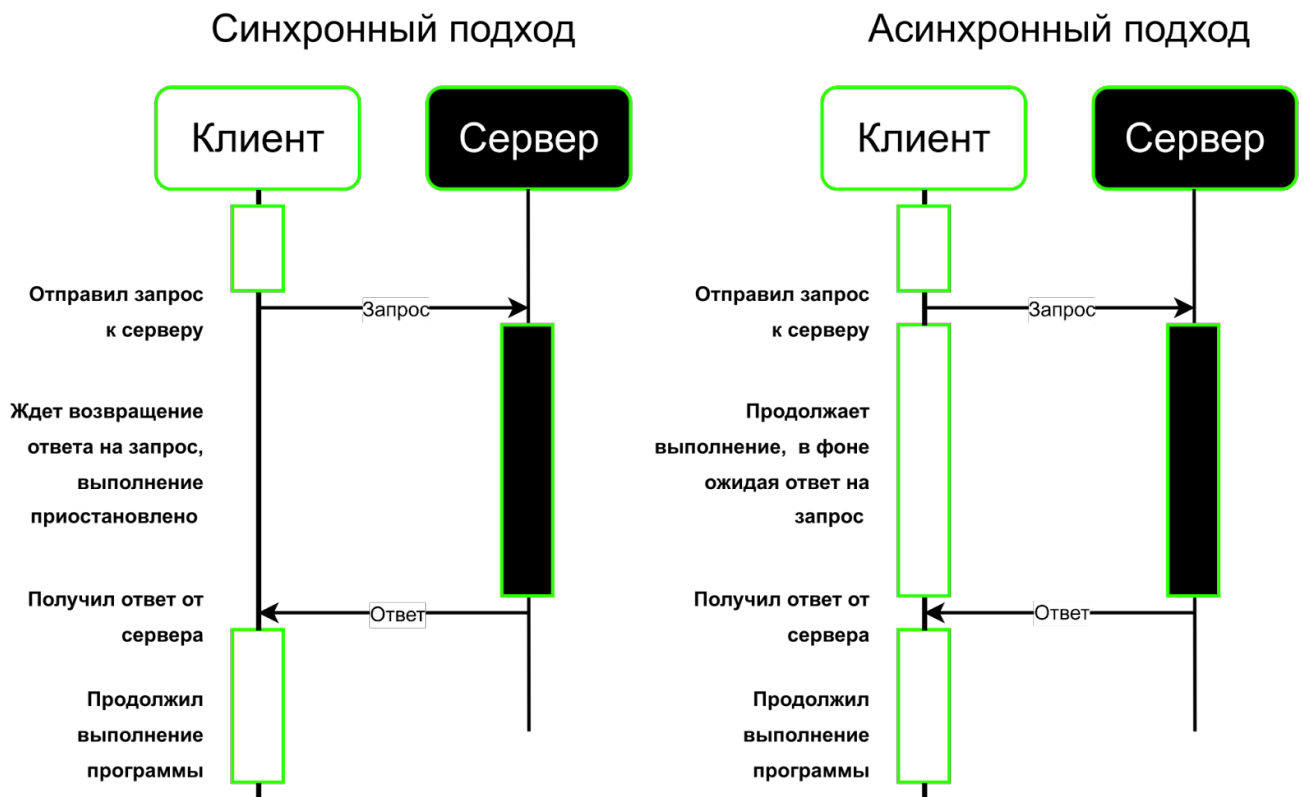 Синхронный подход
Клиент
Сервер
Отправил запрос
к серверу
Запрос
Ждет возвращение
ответа на запрос,
выполнение
приостановлено
Получил ответ от
сервера
Ответ
Продолжил
выполнение
программы
Асинхронный подход
Клиент
Сервер
Отправил запрос
к серверу
Запрос
Продолжает
выполнение, в фоне
ожидая ответ на
запрос
Получил ответ от
сервера
Ответ
Продолжил
выполнение
программы